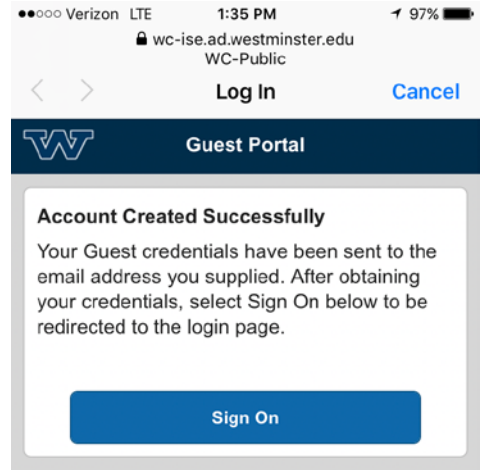 Verizon LTE 1:35 PM 97%
wc-ise.ad.westminster.edu
WC-Public
Log In Cancel
W Guest Portal
Account Created Successfully
Your Guest credentials have been sent to the
email address you supplied. After obtaining
your credentials, select Sign On below to be
redirected to the login page.
Sign On